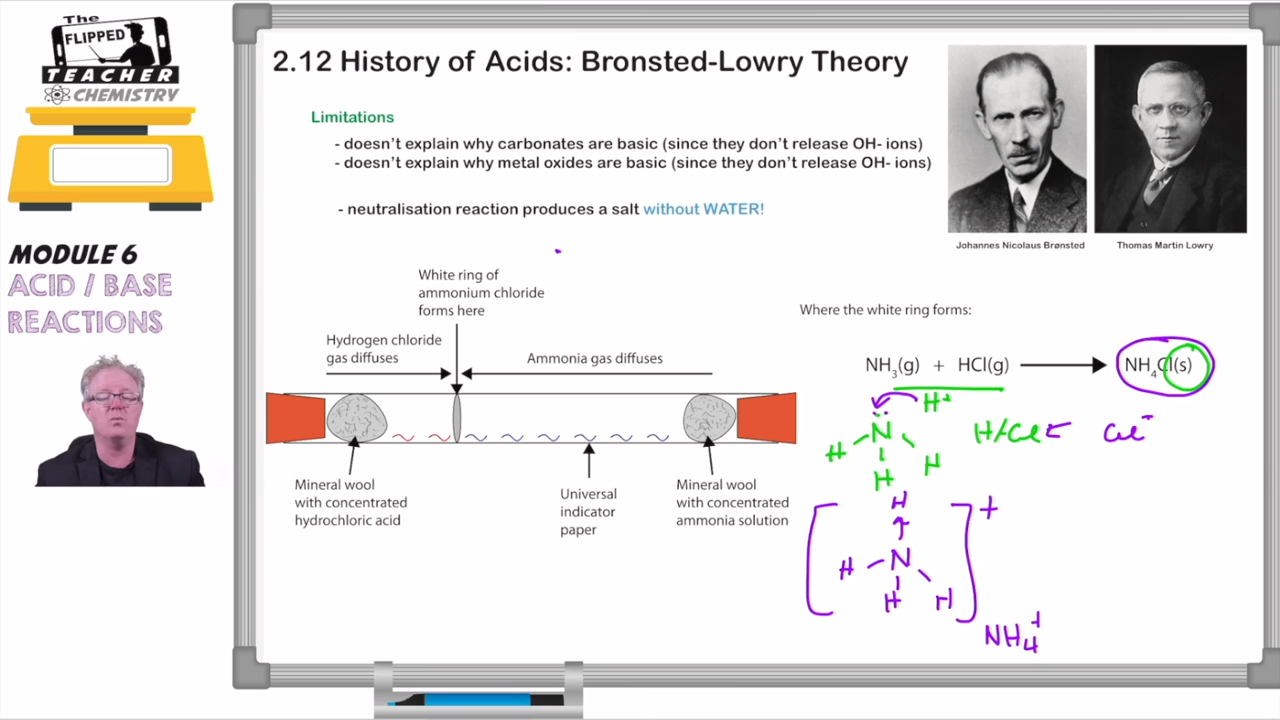 The
FLIPPED
TEACHER
CHEMISTRY
MODULE 6
ACID / BASE
REACTIONS
2.12 History of Acids: Bronsted-Lowry Theory
Limitations
- doesn't explain why carbonates are basic (since they don't release OH- ions)
- doesn't explain why metal oxides are basic (since they don't release OH- ions)
- neutralisation reaction produces a salt without WATER!
Johannes Nicolaus Brønsted
Thomas Martin Lowry
White ring of
ammonium chloride
forms here
Hydrogen chloride
gas diffuses
Ammonia gas diffuses
Mineral wool
with concentrated
hydrochloric acid
Universal
indicator
paper
Mineral wool
with concentrated
ammonia solution
Where the white ring forms:
NH₃(g) + HCl(g) ⟶ NH₄Cl(s)
H⁺
N
H H
H
H Cl Cl⁻
H
N
H
H H
+
NH₄⁺